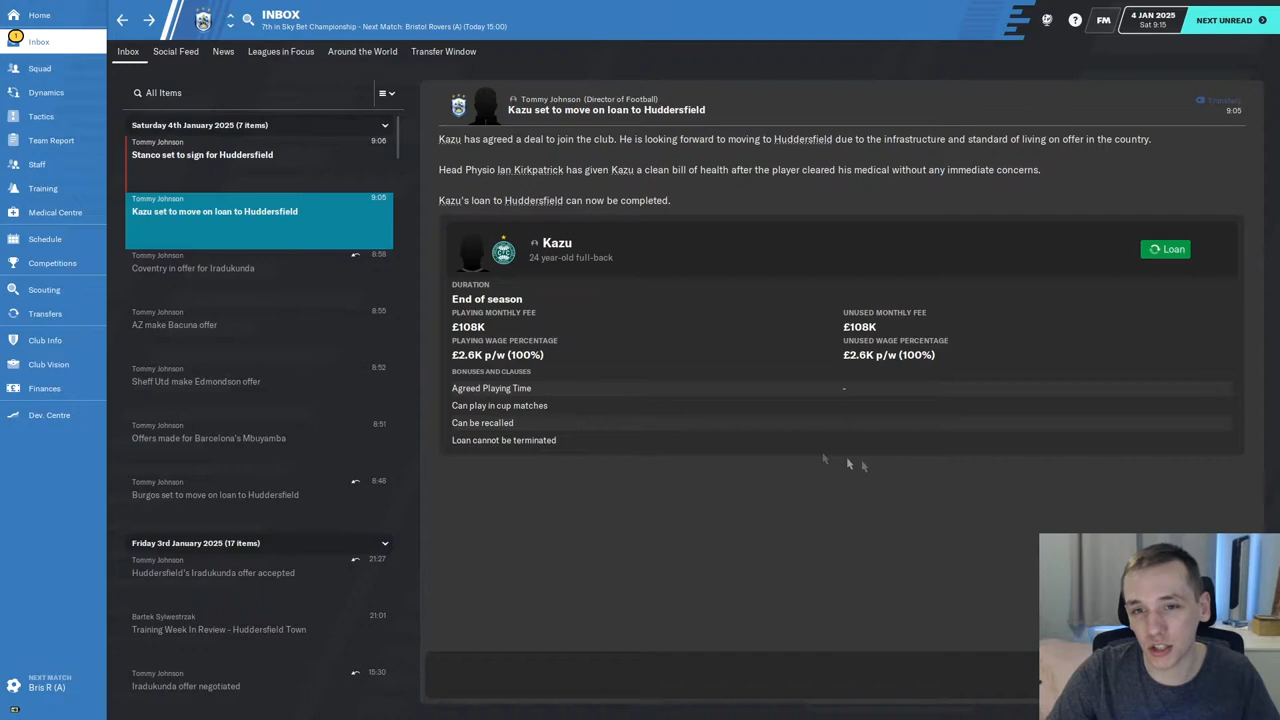 Home
INBOX
7th in Sky Bet Championship - Next Match: Bristol Rovers (A) (Today 15:00)
FM
4 JAN 2025
Sat 9:15
NEXT UNREAD
1
Inbox
Squad
Dynamics
Tactics
Team Report
Staff
Training
Medical Centre
Schedule
Competitions
Scouting
Transfers
Club Info
Club Vision
Finances
Dev. Centre
NEXT MATCH
Bris R (A)
Inbox
Social Feed
News
Leagues in Focus
Around the World
Transfer Window
All Items
Saturday 4th January 2025 (7 items)
Tommy Johnson 9:06
Stanco set to sign for Huddersfield
Tommy Johnson 9:05
Kazu set to move on loan to Huddersfield
Tommy Johnson 8:58
Coventry in offer for Iradukunda
Tommy Johnson 8:55
AZ make Bacuna offer
Tommy Johnson 8:52
Sheff Utd make Edmondson offer
Tommy Johnson 8:51
Offers made for Barcelona's Mbuyamba
Tommy Johnson 8:48
Burgos set to move on loan to Huddersfield
Friday 3rd January 2025 (17 items)
Tommy Johnson 21:27
Huddersfield's Iradukunda offer accepted
Bartek Sylwestrzak 21:01
Training Week In Review - Huddersfield Town
Tommy Johnson 15:30
Iradukunda offer negotiated
Tommy Johnson (Director of Football)
Kazu set to move on loan to Huddersfield
Transfers
9:05
Kazu has agreed a deal to join the club. He is looking forward to moving to Huddersfield due to the infrastructure and standard of living on offer in the country.
Head Physio Ian Kirkpatrick has given Kazu a clean bill of health after the player cleared his medical without any immediate concerns.
Kazu's loan to Huddersfield can now be completed.
Kazu
24 year-old full-back
Loan
DURATION
End of season
PLAYING MONTHLY FEE UNUSED MONTHLY FEE
£108K £108K
PLAYING WAGE PERCENTAGE UNUSED WAGE PERCENTAGE
£2.6K p/w (100%) £2.6K p/w (100%)
BONUSES AND CLAUSES
Agreed Playing Time -
Can play in cup matches
Can be recalled
Loan cannot be terminated